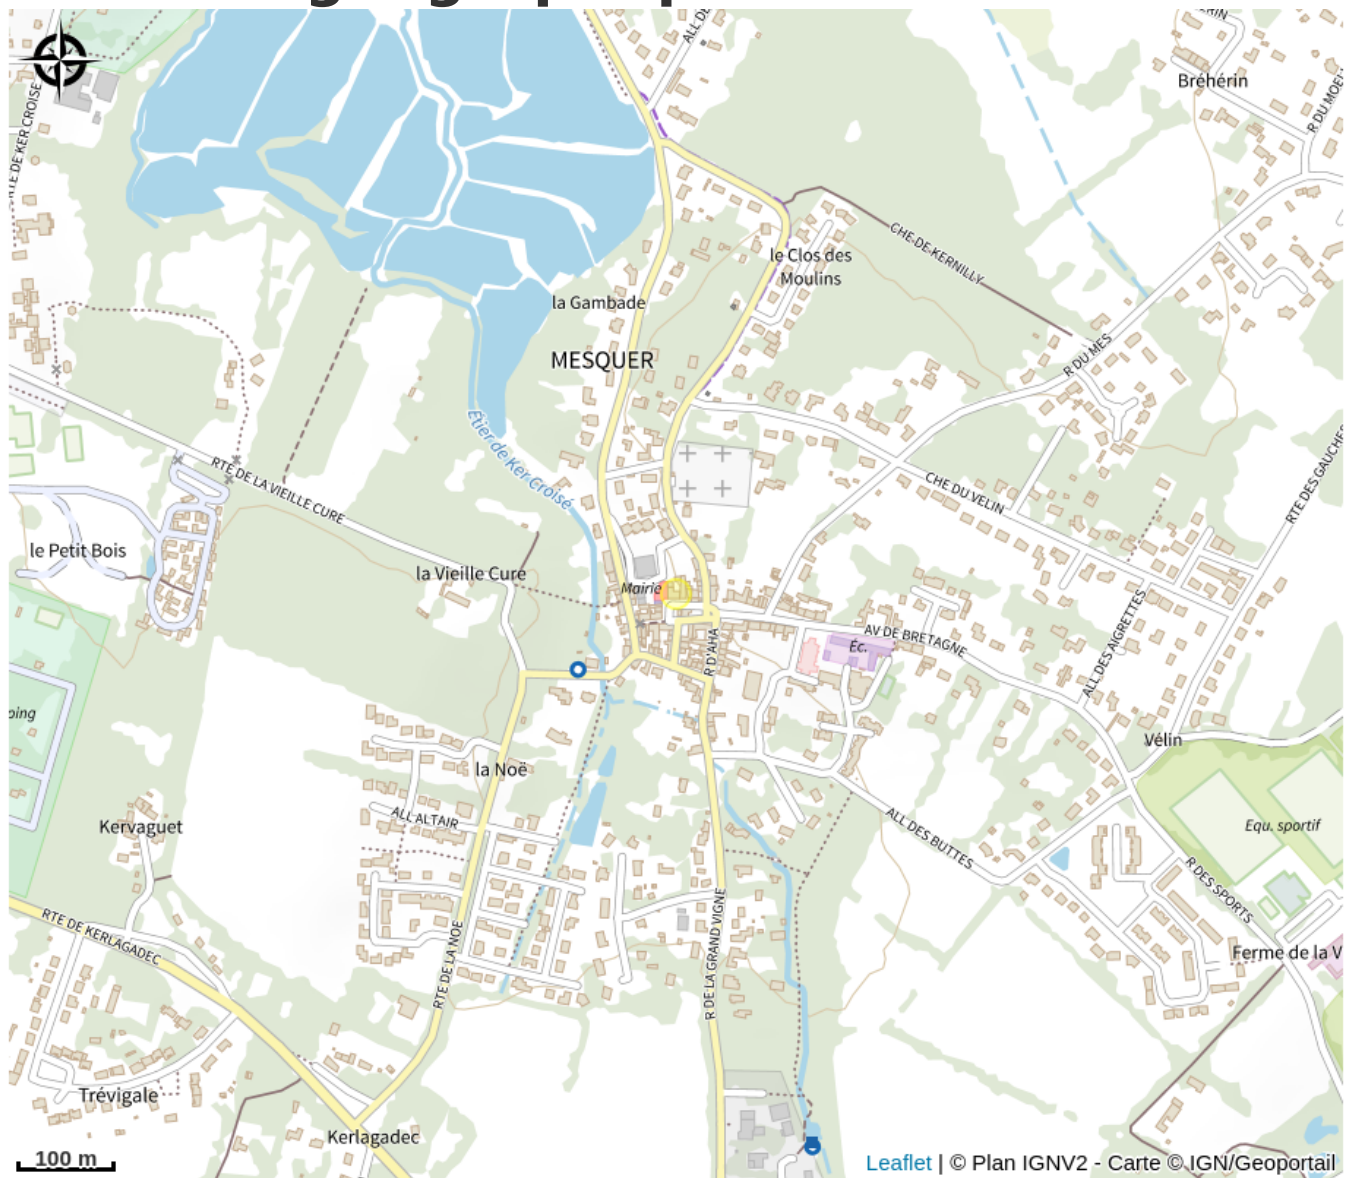 ALL DE
Bréhérin
R DU MOEL
TE DE KER CROISE
CHE DE KERNILLY
le Clos des
Moulins
la Gambade
MESQUER
R DU MES
Étier de Ker Croisé
RTE DE LA VIEILLE CURE
CHE DU VELIN
RTE DES GAUCHES
le Petit Bois
la Vieille Cure
Mairie
AV DE BRETAGNE
Éc.
R D'AHA
ALL DES AIGRETTES
ping
Vélin
la Noë
ALL ALTAIR
Kervaguet
ALL DES BUTTES
Equ. sportif
R DES SPORTS
RTE DE KERLAGADEC
RTE DE LA NOE
R DE LA GRAND VIGNE
Ferme de la V
Trévigale
Kerlagadec
100 m
Leaflet | © Plan IGNV2 - Carte © IGN/Geoportail